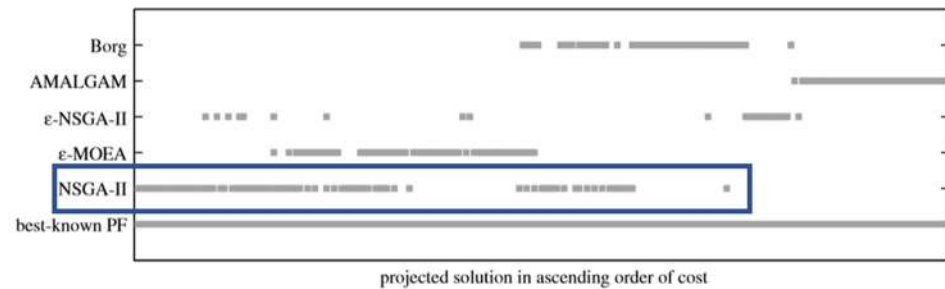 Borg
AMALGAM
ε-NSGA-II
ε-MOEA
NSGA-II
best-known PF
projected solution in ascending order of cost